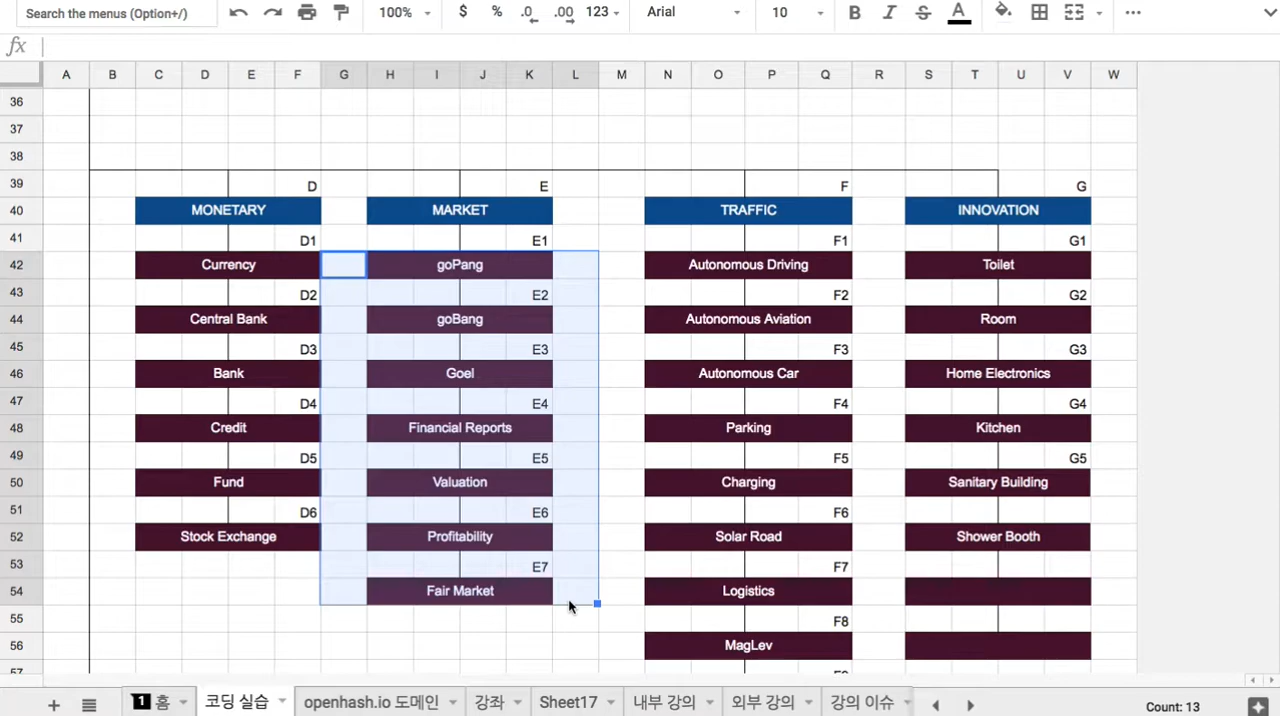 Search the menus (Option+/) 100% $ % .0 .00 123 Arial 10 B I S A ...
fx
A B C D E F G H I J K L M N O P Q R S T U V W
36
37
38
39 D E F G
40 MONETARY MARKET TRAFFIC INNOVATION
41 D1 E1 F1 G1
42 Currency goPang Autonomous Driving Toilet
43 D2 E2 F2 G2
44 Central Bank goBang Autonomous Aviation Room
45 D3 E3 F3 G3
46 Bank Goel Autonomous Car Home Electronics
47 D4 E4 F4 G4
48 Credit Financial Reports Parking Kitchen
49 D5 E5 F5 G5
50 Fund Valuation Charging Sanitary Building
51 D6 E6 F6
52 Stock Exchange Profitability Solar Road Shower Booth
53 E7 F7
54 Fair Market Logistics
55 F8
56 MagLev
57
1 홈 코딩 실습 openhash.io 도메인 강좌 Sheet17 내부 강의 외부 강의 강의 이슈 Count: 13